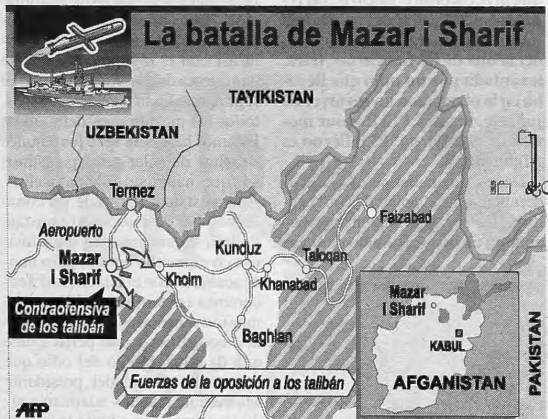 La batalla de Mazar i Sharif
TAYIKISTAN
UZBEKISTAN
Termez
Faizabad
Aeropuerto
Mazar
i Sharif
Kholm
Kunduz
Khanabad
Taloqan
Contraofensiva
de los talibán
Baghlan
Fuerzas de la oposición a los talibán
Mazar
i Sharif
KABUL
AFGANISTAN
PAKISTAN
AFP